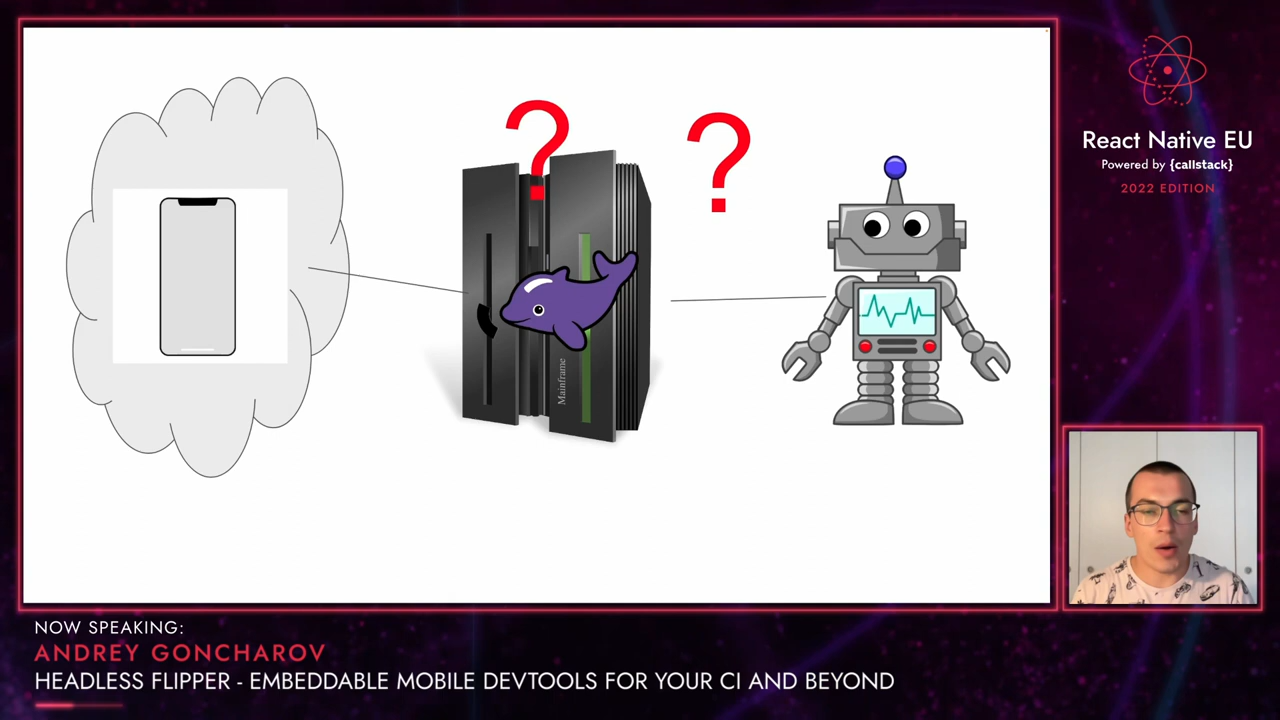 ? ?
Mainframe
React Native EU
Powered by {callstack}
2022 EDITION
NOW SPEAKING:
ANDREY GONCHAROV
HEADLESS FLIPPER - EMBEDDABLE MOBILE DEVTOOLS FOR YOUR CI AND BEYOND